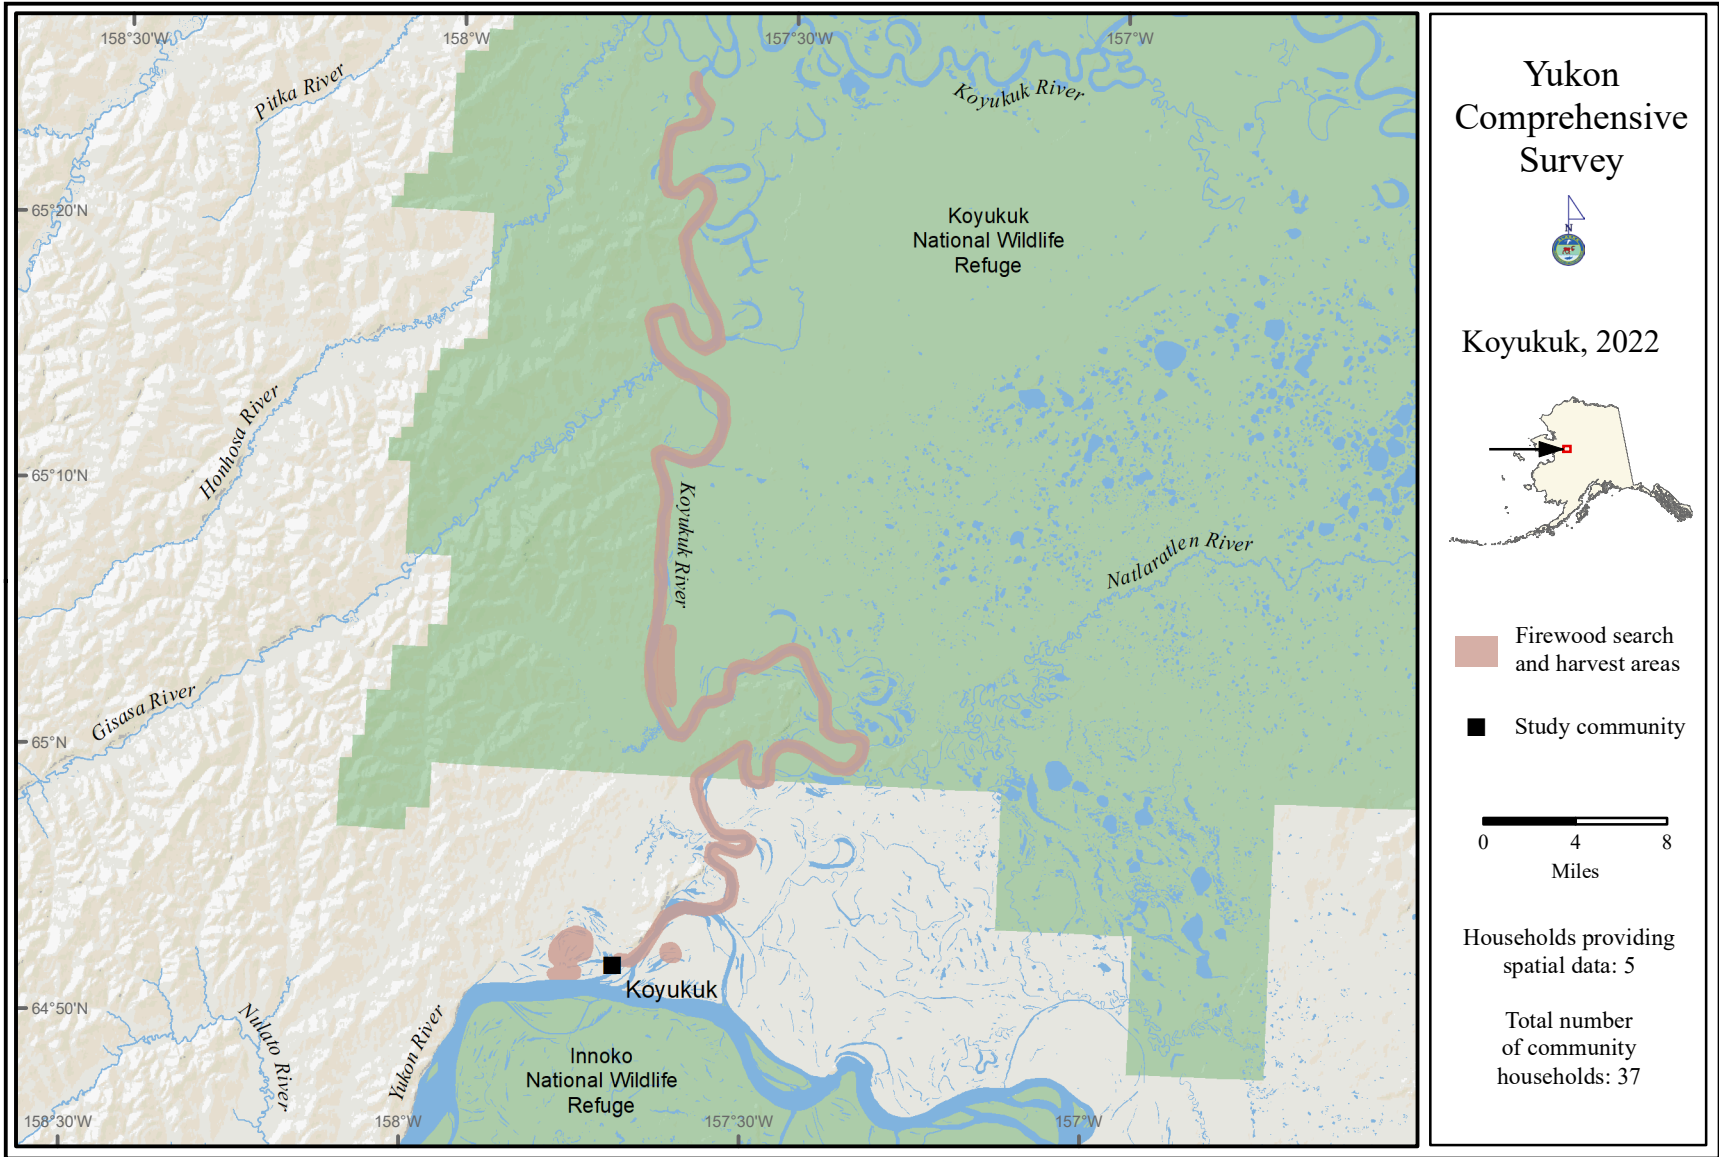 158°30'W
158°W
157°30'W
157°W
Pitka River
Koyukuk River
65°20'N
Koyukuk
National Wildlife
Refuge
Honhosa River
65°10'N
Koyukuk River
Natlaratlen River
Gisasa River
65°N
Koyukuk
64°50'N
Nulato River
Yukon River
Innoko
National Wildlife
Refuge
158°30'W
158°W
157°30'W
157°W
Yukon
Comprehensive
Survey
N
Koyukuk, 2022
Firewood search
and harvest areas
Study community
0 4 8
Miles
Households providing
spatial data: 5
Total number
of community
households: 37